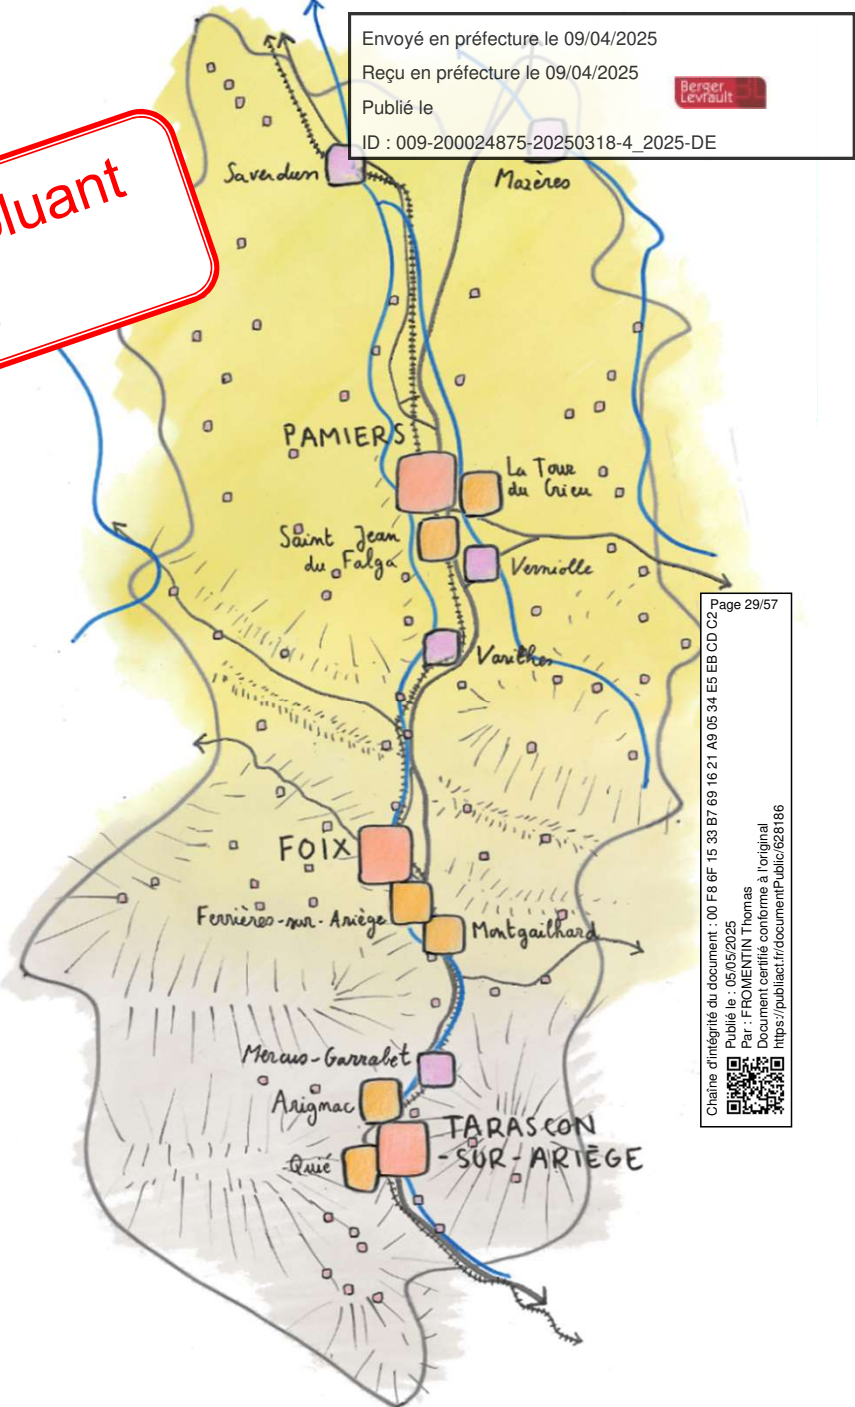 Envoyé en préfecture le 09/04/2025
Reçu en préfecture le 09/04/2025
Publié le
ID : 009-200024875-20250318-4_2025-DE
Berger
Levrault
luant
Saverdun
Mazères
PAMIERS
La Tour
du Crieu
Saint Jean
du Falga
Verniolle
Varilhes
FOIX
Ferrières-sur-Ariège
Montgailhard
Mercus-Garrabet
Arignac
TARASCON
-SUR-ARIÈGE
Quié
Page 29/57
Chaîne d'intégrité du document : 00 F8 6F 15 33 B7 69 16 21 A9 05 34 E5 EB CD C2
Publié le : 05/05/2025
Par : FROMENTIN Thomas
Document certifié conforme à l'original
https://publiact.fr/documentPublic/628186